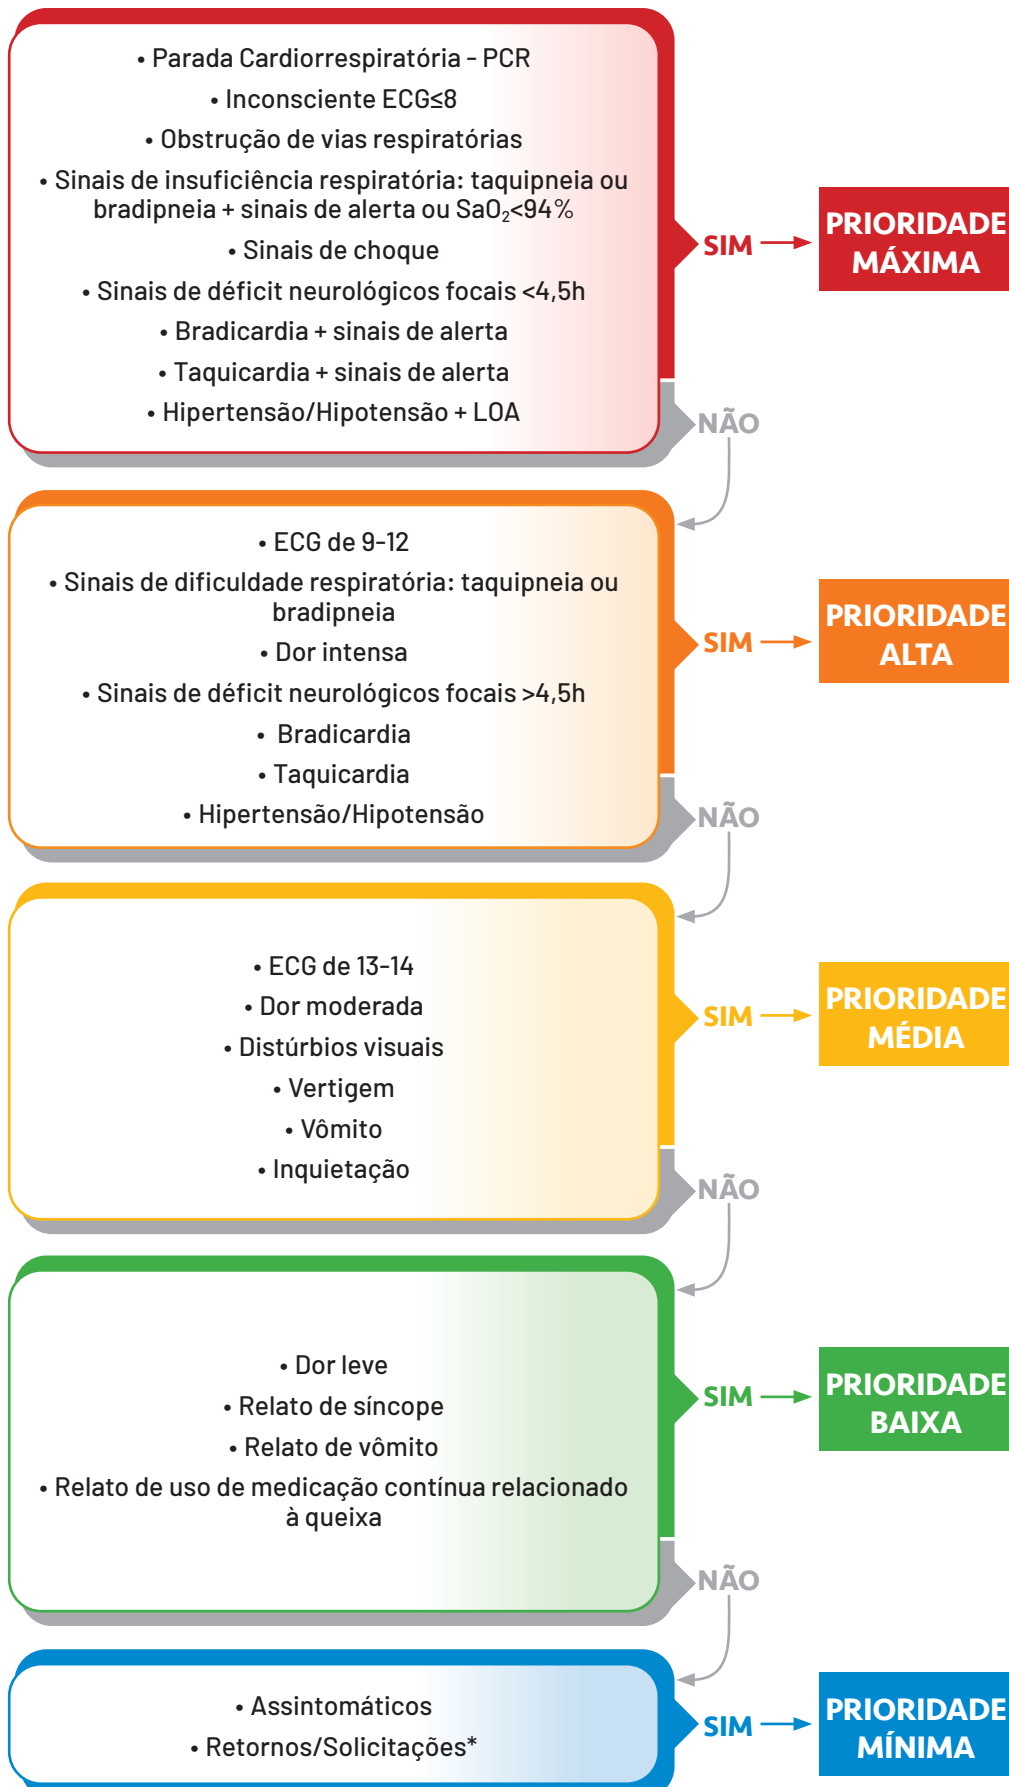 • Parada Cardiorrespiratória - PCR
• Inconsciente ECG≤8
• Obstrução de vias respiratórias
• Sinais de insuficiência respiratória: taquipneia ou
bradipneia + sinais de alerta ou SaO₂<94%
• Sinais de choque
• Sinais de déficit neurológicos focais <4,5h
• Bradicardia + sinais de alerta
• Taquicardia + sinais de alerta
• Hipertensão/Hipotensão + LOA
SIM
PRIORIDADE
MÁXIMA
NÃO
• ECG de 9-12
• Sinais de dificuldade respiratória: taquipneia ou
bradipneia
• Dor intensa
• Sinais de déficit neurológicos focais >4,5h
• Bradicardia
• Taquicardia
• Hipertensão/Hipotensão
SIM
PRIORIDADE
ALTA
NÃO
• ECG de 13-14
• Dor moderada
• Distúrbios visuais
• Vertigem
• Vômito
• Inquietação
SIM
PRIORIDADE
MÉDIA
NÃO
• Dor leve
• Relato de síncope
• Relato de vômito
• Relato de uso de medicação contínua relacionado
à queixa
SIM
PRIORIDADE
BAIXA
NÃO
• Assintomáticos
• Retornos/Solicitações*
SIM
PRIORIDADE
MÍNIMA